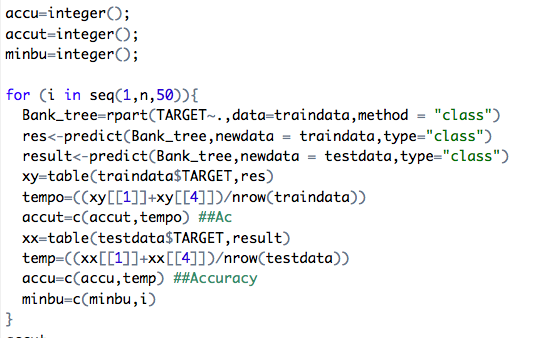 accu=integer();
accut=integer();
minbu=integer();
for (i in seq(1,n,50)){
Bank_tree=rpart(TARGET~.,data=traindata,method = "class")
res<-predict(Bank_tree,newdata = traindata,type="class")
result<-predict(Bank_tree,newdata = testdata,type="class")
xy=table(traindata$TARGET,res)
tempo=((xy[[1]]+xy[[4]])/nrow(traindata))
accut=c(accut,tempo) ##Ac
xx=table(testdata$TARGET,result)
temp=((xx[[1]]+xx[[4]])/nrow(testdata))
accu=c(accu,temp) ##Accuracy
minbu=c(minbu,i)
}